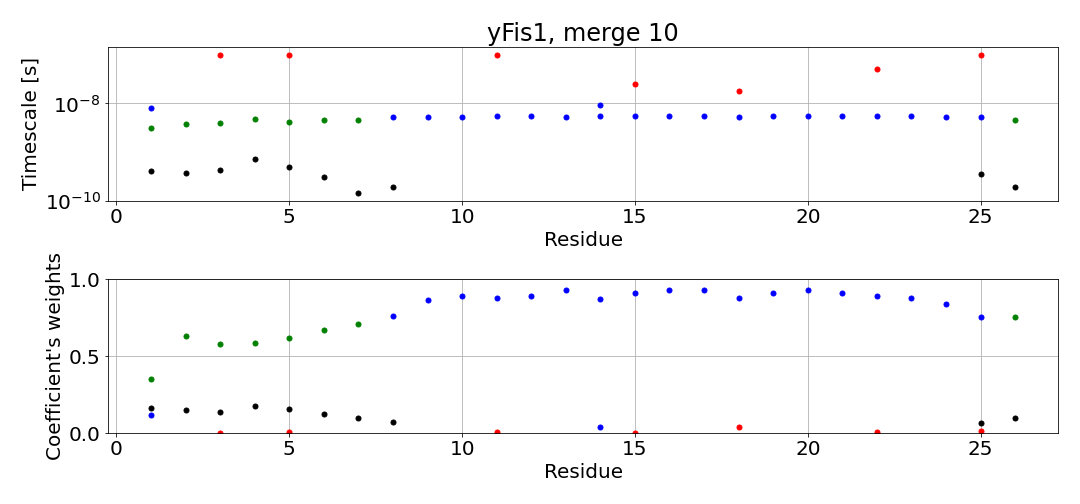 yFis1, merge 10
Timescale [s]
10⁻⁸
10⁻¹⁰
0 5 10 15 20 25
Residue
Coefficient's weights
1.0
0.5
0.0
0 5 10 15 20 25
Residue